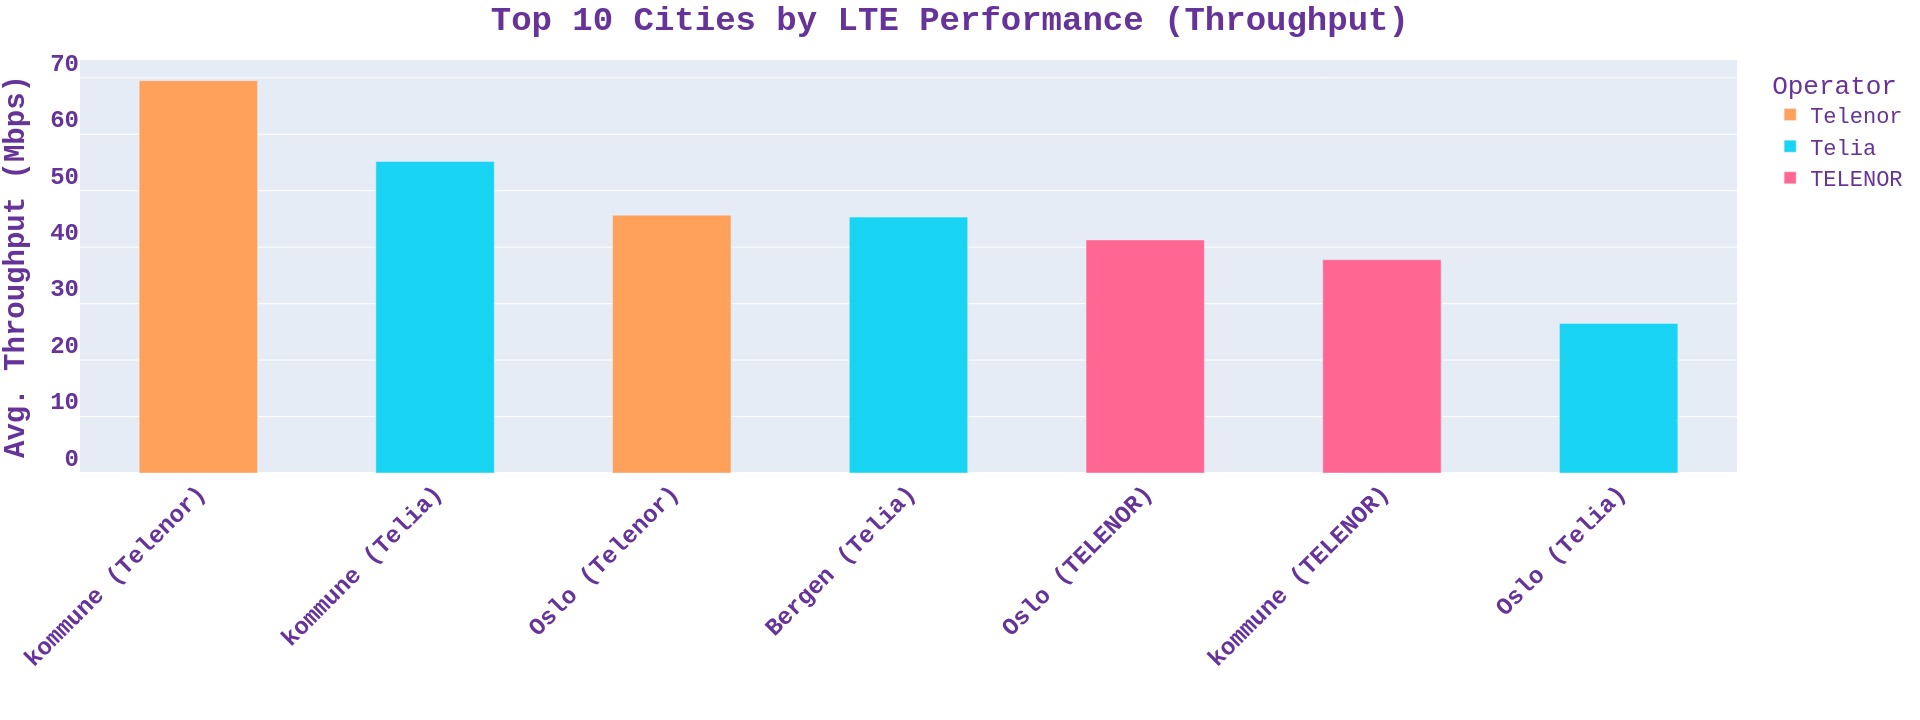 Top 10 Cities by LTE Performance (Throughput)
Avg. Throughput (Mbps)
70
60
50
40
30
20
10
0
kommune (Telenor)
kommune (Telia)
Oslo (Telenor)
Bergen (Telia)
Oslo (TELENOR)
kommune (TELENOR)
Oslo (Telia)
Operator
Telenor
Telia
TELENOR